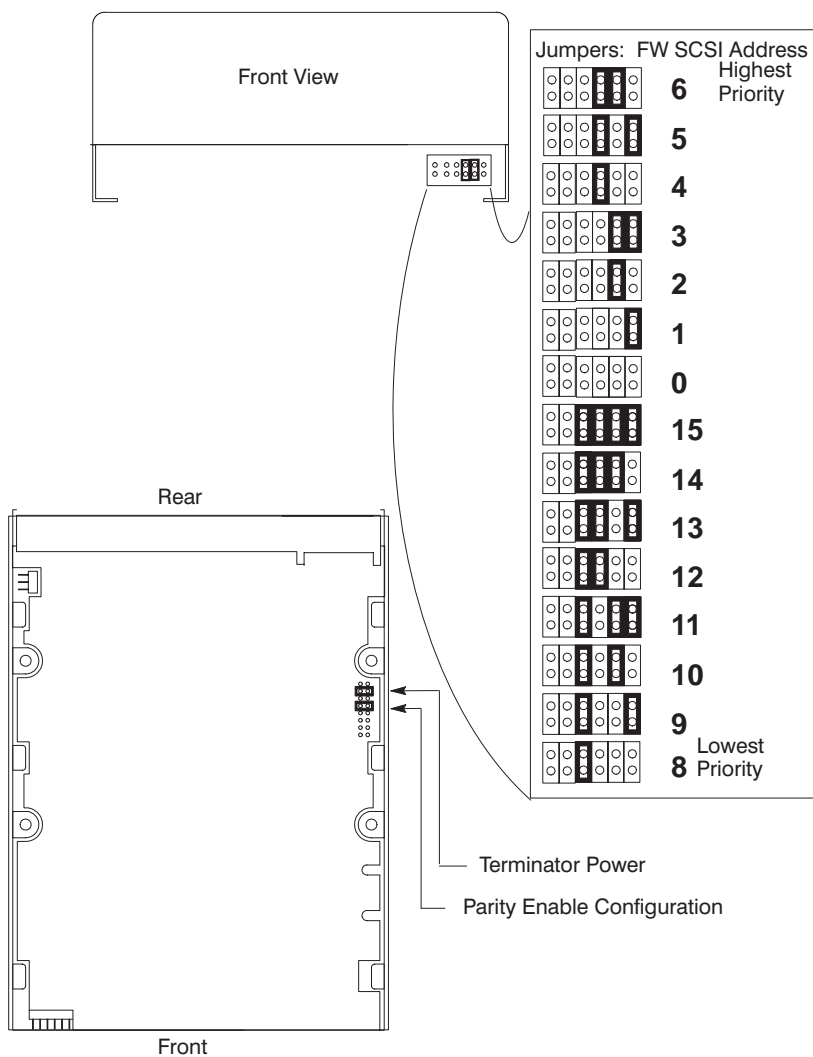 Front View
Jumpers: FW SCSI Address
6 Highest
Priority
5
4
3
2
1
0
15
14
13
12
11
10
9
8 Lowest
Priority
Rear
Terminator Power
Parity Enable Configuration
Front